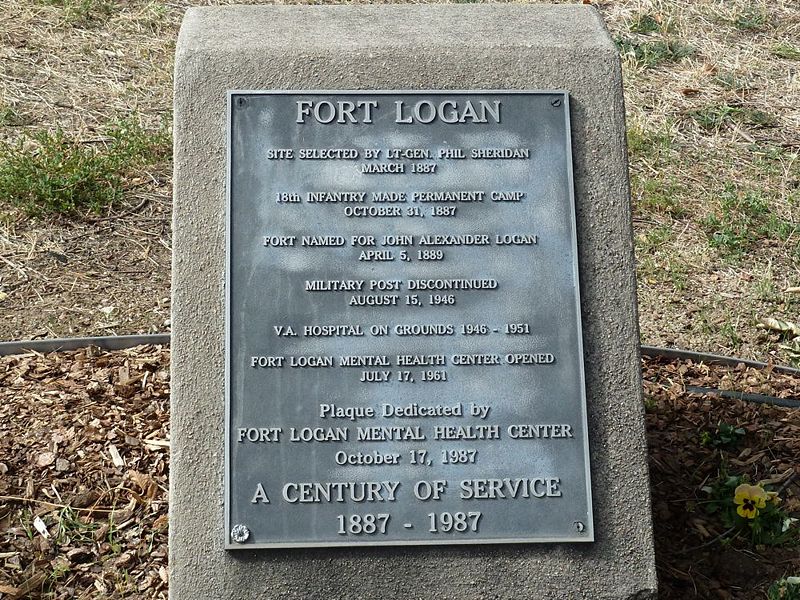 FORT LOGAN
SITE SELECTED BY LT-GEN. PHIL SHERIDAN
MARCH 1887
18th INFANTRY MADE PERMANENT CAMP
OCTOBER 31, 1887
FORT NAMED FOR JOHN ALEXANDER LOGAN
APRIL 5, 1889
MILITARY POST DISCONTINUED
AUGUST 15, 1946
V.A. HOSPITAL ON GROUNDS 1946 - 1951
FORT LOGAN MENTAL HEALTH CENTER OPENED
JULY 17, 1961
Plaque Dedicated by
FORT LOGAN MENTAL HEALTH CENTER
October 17, 1987
A CENTURY OF SERVICE
1887 - 1987